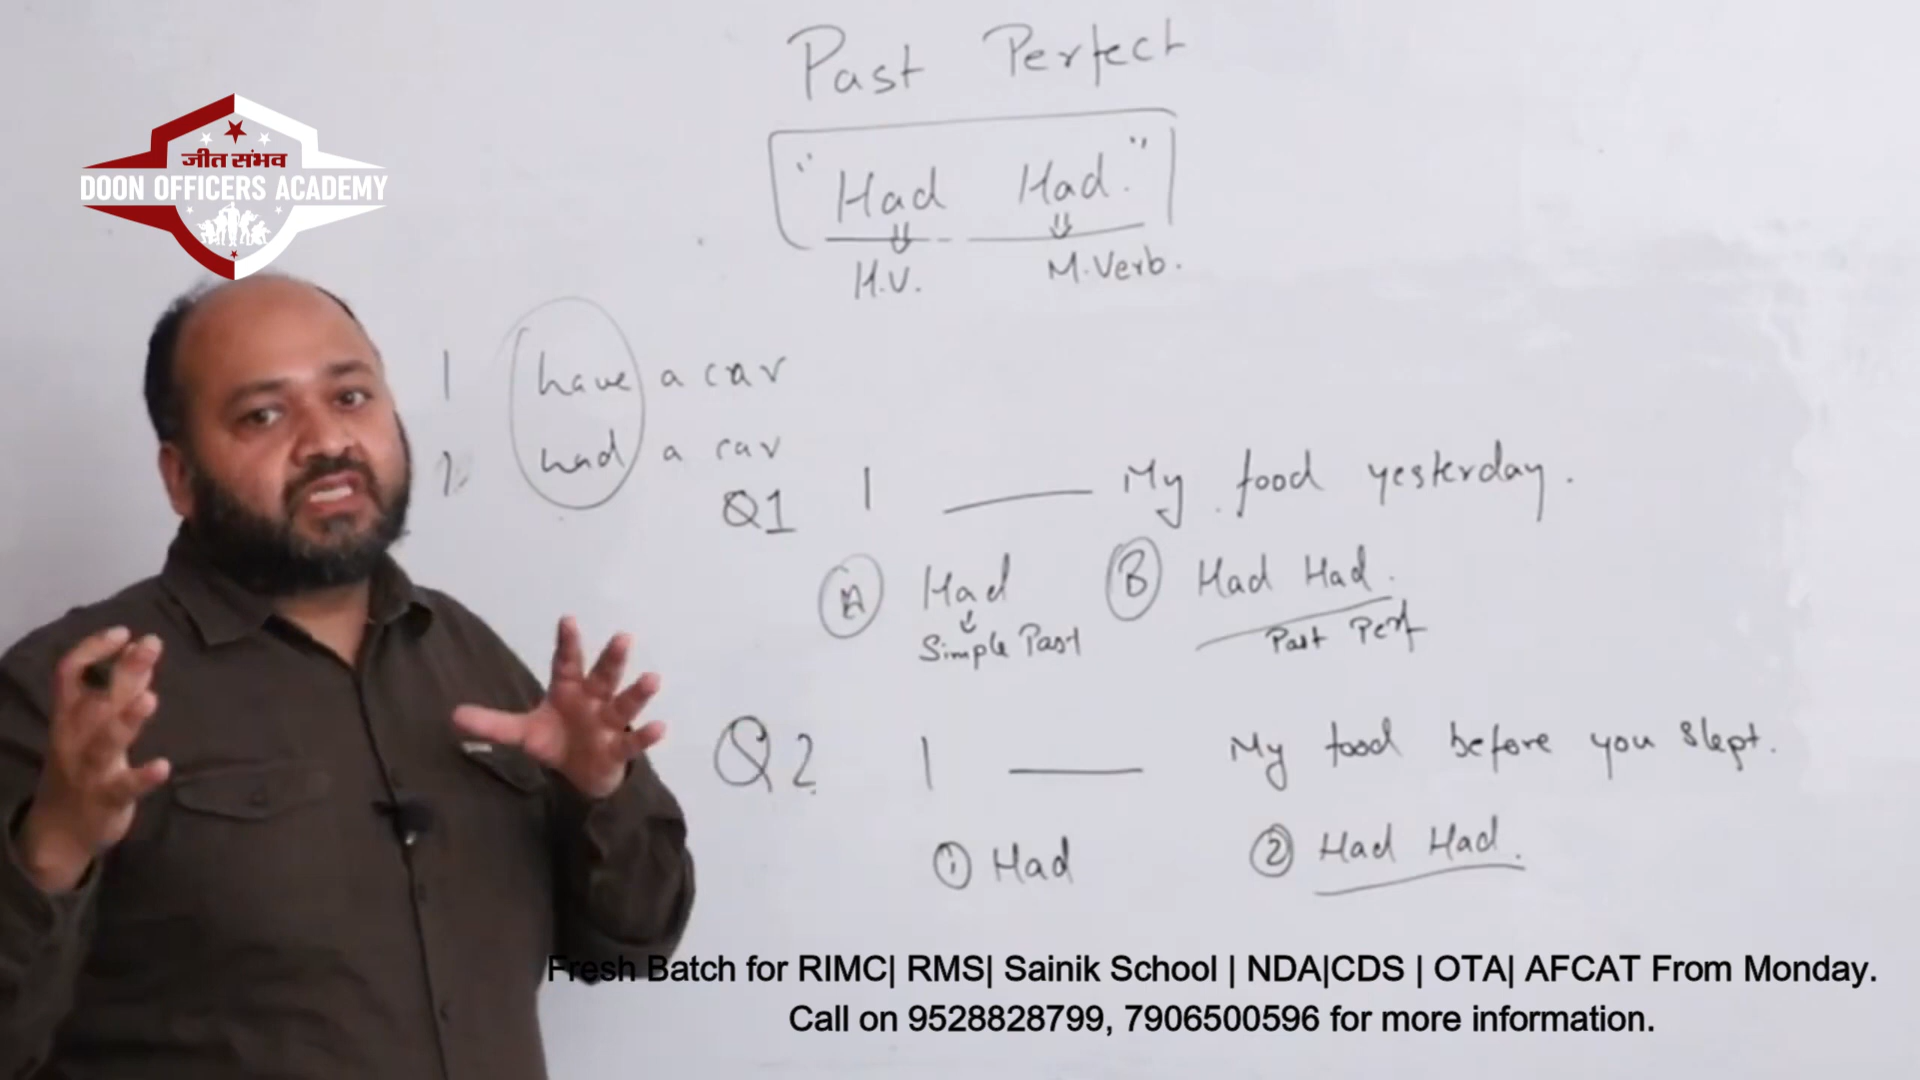 Past Perfect
"Had Had."
H.V. M.Verb.
जीत संभव
DOON OFFICERS ACADEMY
I have a car
I had a car
Q1 I ____ My food yesterday.
A Had B Had Had.
Simple Past Past Perf
Q2 I ____ My food before you slept.
1 Had 2 Had Had.
Fresh Batch for RIMC| RMS| Sainik School | NDA|CDS | OTA| AFCAT From Monday.
Call on 9528828799, 7906500596 for more information.